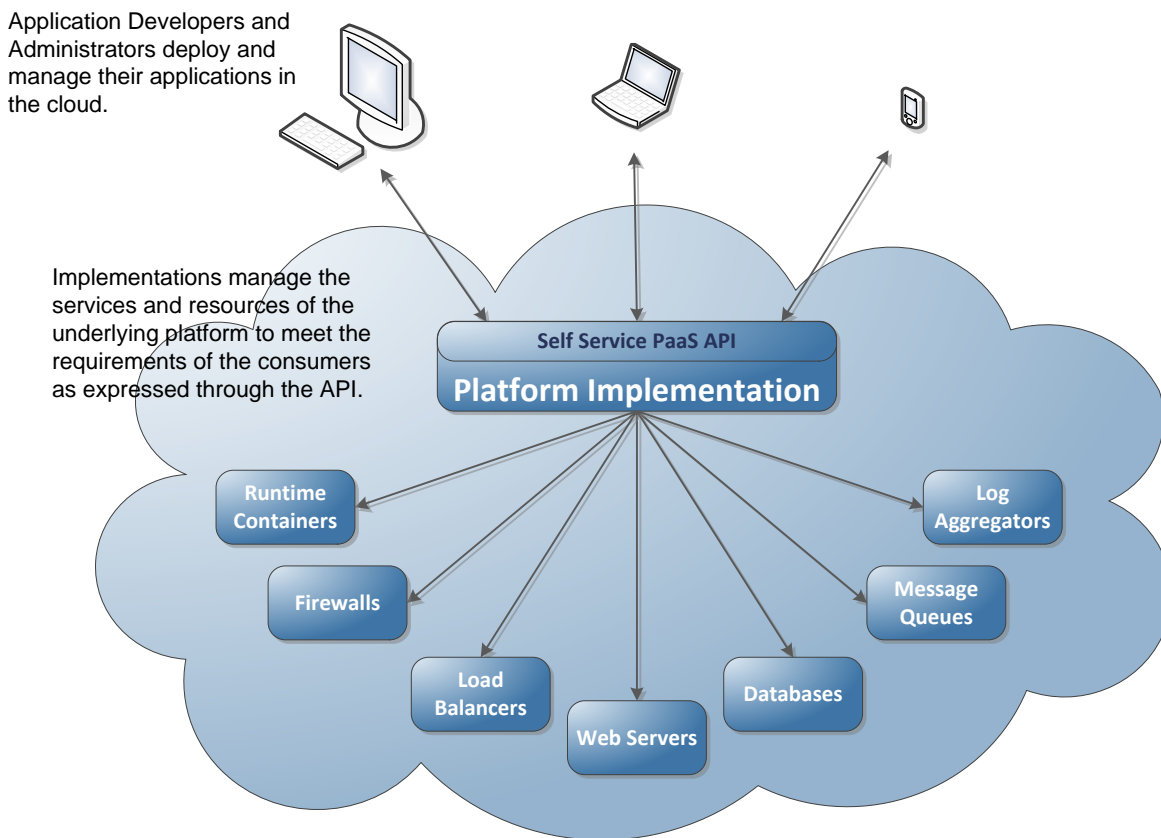 Application Developers and
Administrators deploy and
manage their applications in
the cloud.
Implementations manage the
services and resources of the
underlying platform to meet the
requirements of the consumers
as expressed through the API.
Self Service PaaS API
Platform Implementation
Runtime
Containers
Log
Aggregators
Firewalls
Message
Queues
Load
Balancers
Databases
Web Servers